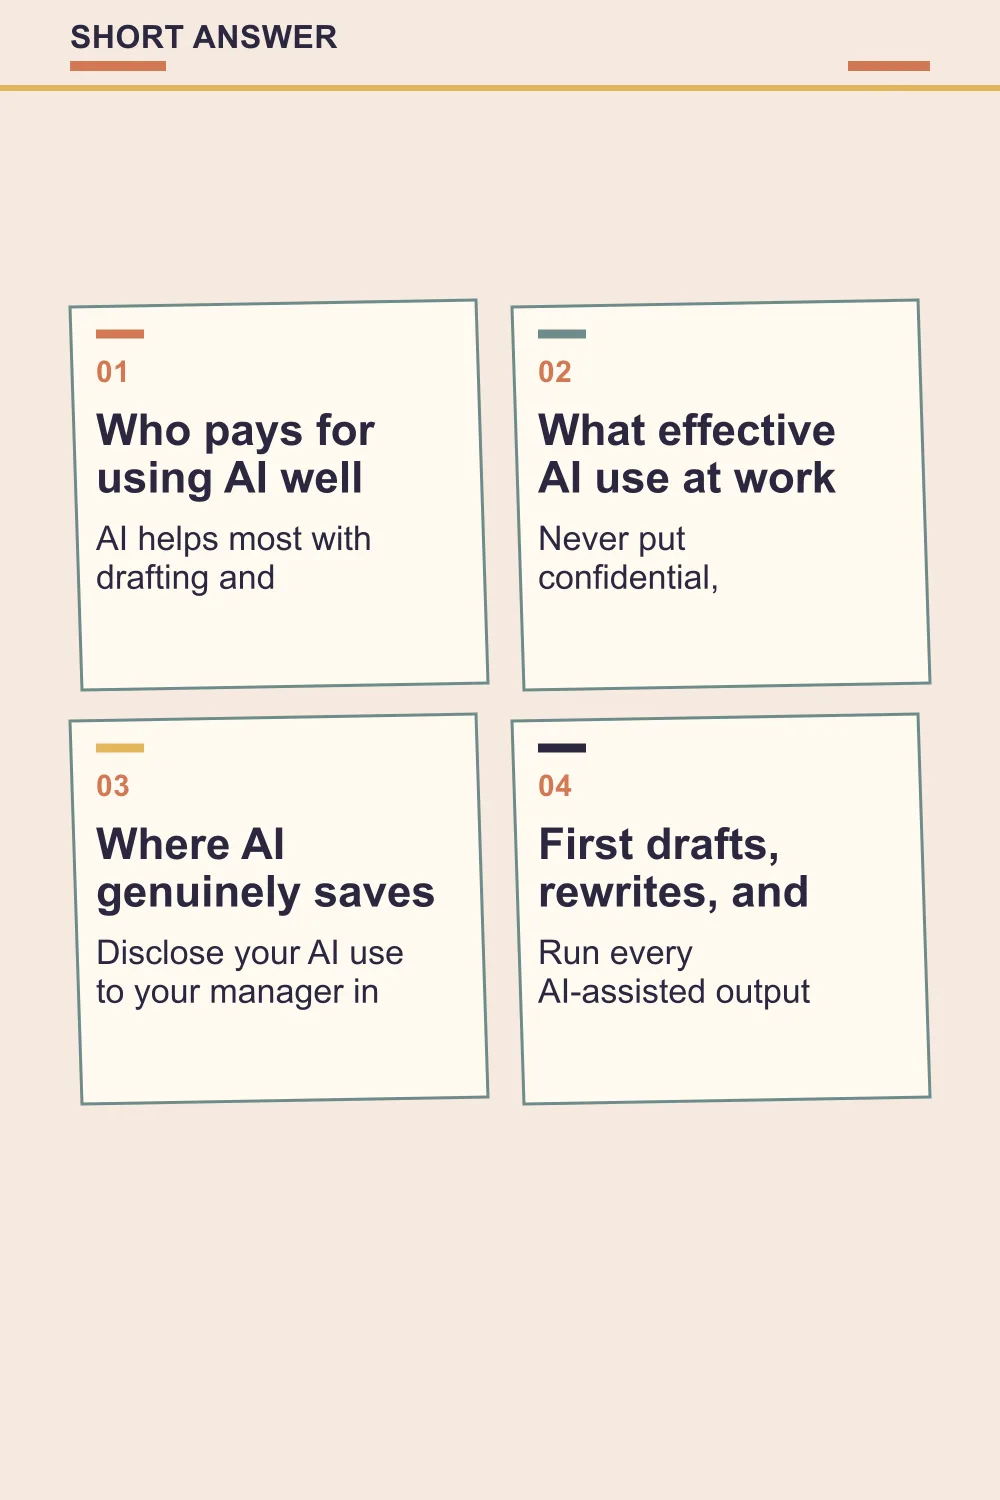 SHORT ANSWER
01
Who pays for
using AI well
AI helps most with
drafting and
02
What effective
AI use at work
Never put
confidential,
03
Where AI
genuinely saves
Disclose your AI use
to your manager in
04
First drafts,
rewrites, and
Run every
AI-assisted output